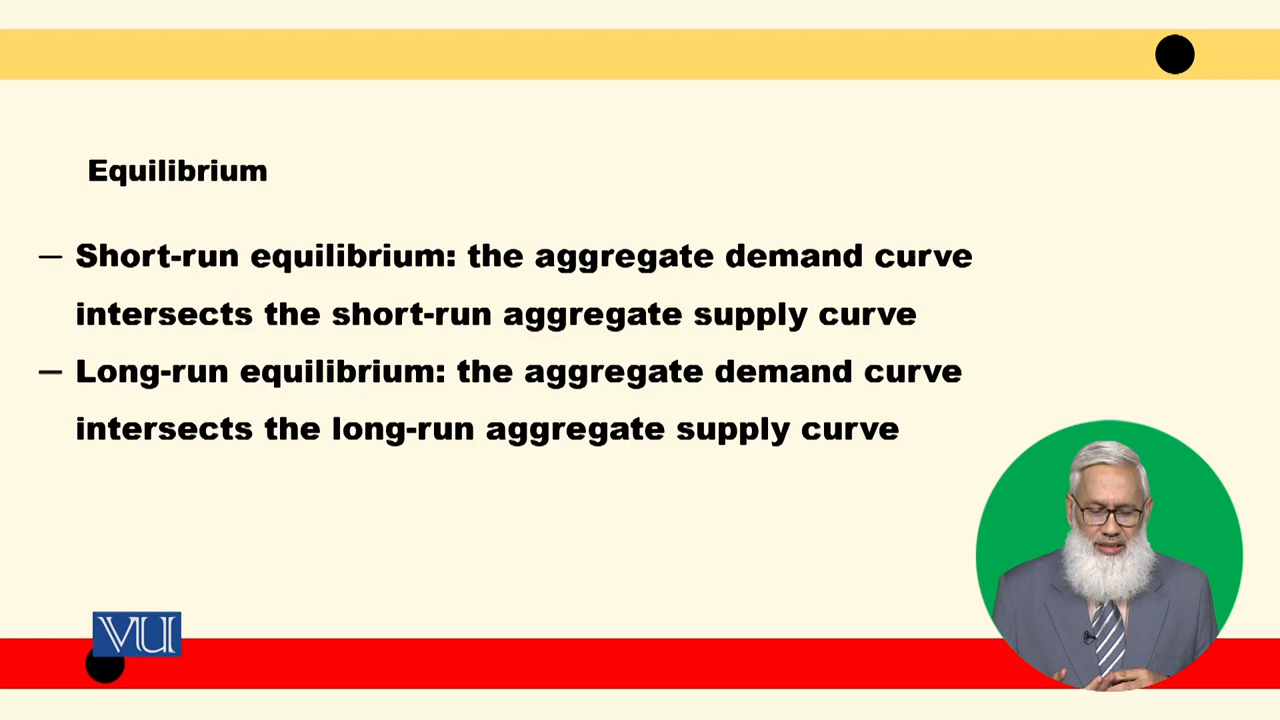 Equilibrium
– Short-run equilibrium: the aggregate demand curve
intersects the short-run aggregate supply curve
– Long-run equilibrium: the aggregate demand curve
intersects the long-run aggregate supply curve
VU